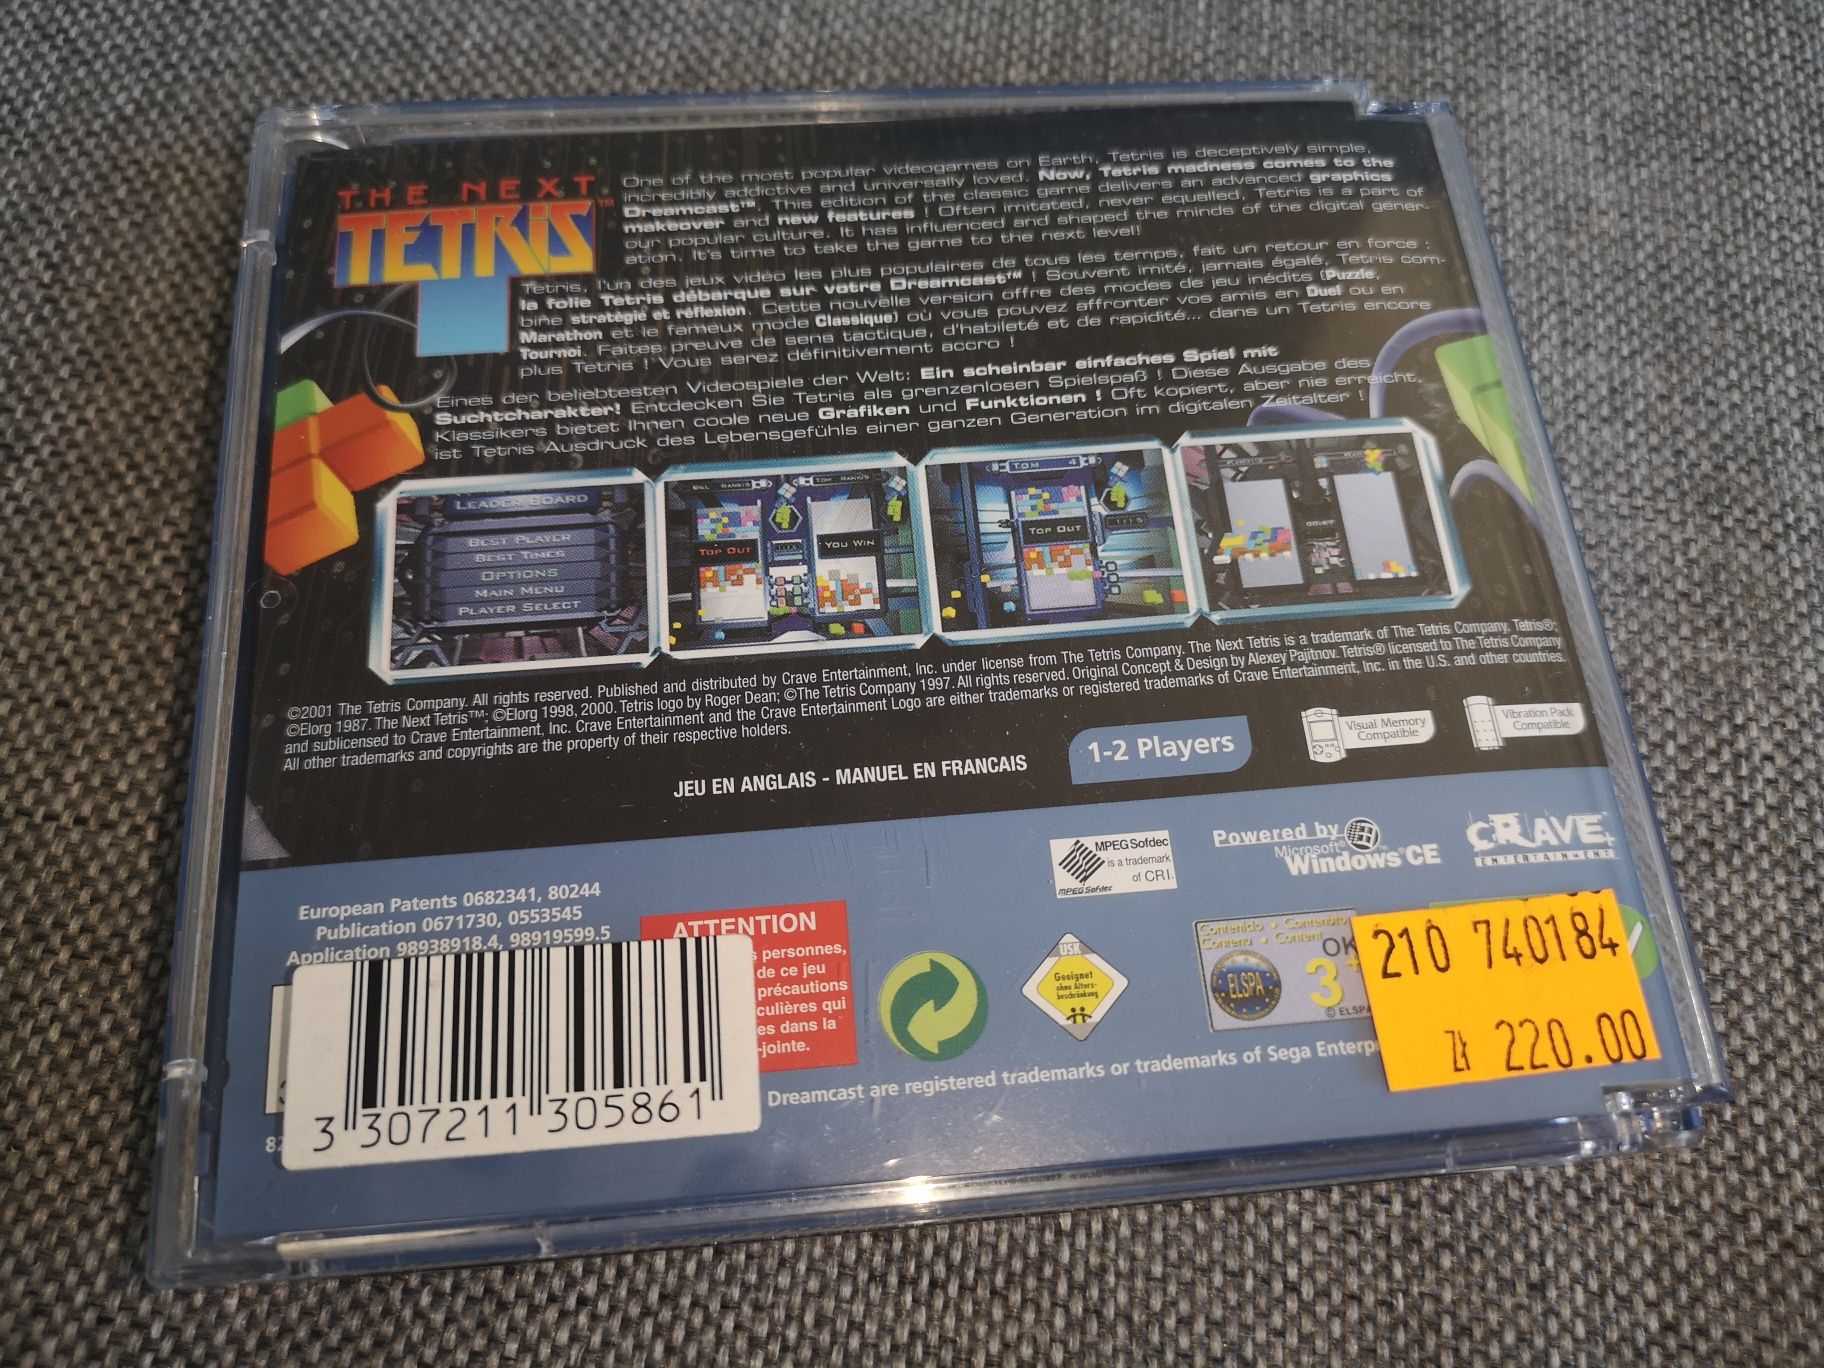 THE NEXT
TETRIS™
One of the most popular videogames on Earth, Tetris is deceptively simple,
incredibly addictive and universally loved. Now, Tetris madness comes to the
Dreamcast™. This edition of the classic game delivers an advanced graphics
makeover and new features ! Often imitated, never equalled, Tetris is a part of
our popular culture. It has influenced and shaped the minds of the digital gener-
ation. It's time to take the game to the next level!
Tetris, l'un des jeux vidéo les plus populaires de tous les temps, fait un retour en force :
la folie Tetris débarque sur votre Dreamcast™ ! Souvent imité, jamais égalé, Tetris com-
bine stratégie et réflexion. Cette nouvelle version offre des modes de jeu inédits (Puzzle,
Marathon et le fameux mode Classique) où vous pouvez affronter vos amis en Duel ou en
Tournoi. Faites preuve de sens tactique, d'habileté et de rapidité... dans un Tetris encore
plus Tetris ! Vous serez définitivement accro !
Eines der beliebtesten Videospiele der Welt: Ein scheinbar einfaches Spiel mit
Suchtcharakter! Entdecken Sie Tetris als grenzenlosen Spielspaß ! Diese Ausgabe des
Klassikers bietet Ihnen coole neue Grafiken und Funktionen ! Oft kopiert, aber nie erreicht,
ist Tetris Ausdruck des Lebensgefühls einer ganzen Generation im digitalen Zeitalter !
LEADER BOARD
BEST PLAYER
BEST TIMES
OPTIONS
MAIN MENU
PLAYER SELECT
TOP OUT
YOU WIN
TOM 4
TOP OUT
©2001 The Tetris Company. All rights reserved. Published and distributed by Crave Entertainment, Inc. under license from The Tetris Company. The Next Tetris is a trademark of The Tetris Company. Tetris®;
©Elorg 1987. The Next Tetris™; ©Elorg 1998, 2000. Tetris logo by Roger Dean; ©The Tetris Company 1997. All rights reserved. Original Concept & Design by Alexey Pajitnov. Tetris® licensed to The Tetris Company
and sublicensed to Crave Entertainment, Inc. Crave Entertainment and the Crave Entertainment Logo are either trademarks or registered trademarks of Crave Entertainment, Inc. in the U.S. and other countries.
All other trademarks and copyrights are the property of their respective holders.
JEU EN ANGLAIS - MANUEL EN FRANCAIS
1-2 Players
Visual Memory
Compatible
Vibration Pack
Compatible
MPEG Sofdec
is a trademark
of CRI.
MPEG Sofdec
Powered by
Microsoft®
Windows®CE
CRAVE
ENTERTAINMENT
European Patents 0682341, 80244
Publication 0671730, 0553545
Application 98938918.4, 98919599.5
ATTENTION
personnes,
de ce jeu
précautions
culières qui
es dans la
-jointe.
USK
Geeignet
ohne Alters-
beschränkung
Contenido • Contenuto
Conteno • Content
OK
ELSPA
3+
© ELSPA
210 740184
Zł 220.00
Dreamcast are registered trademarks or trademarks of Sega Enterp
3 307211 305861
82